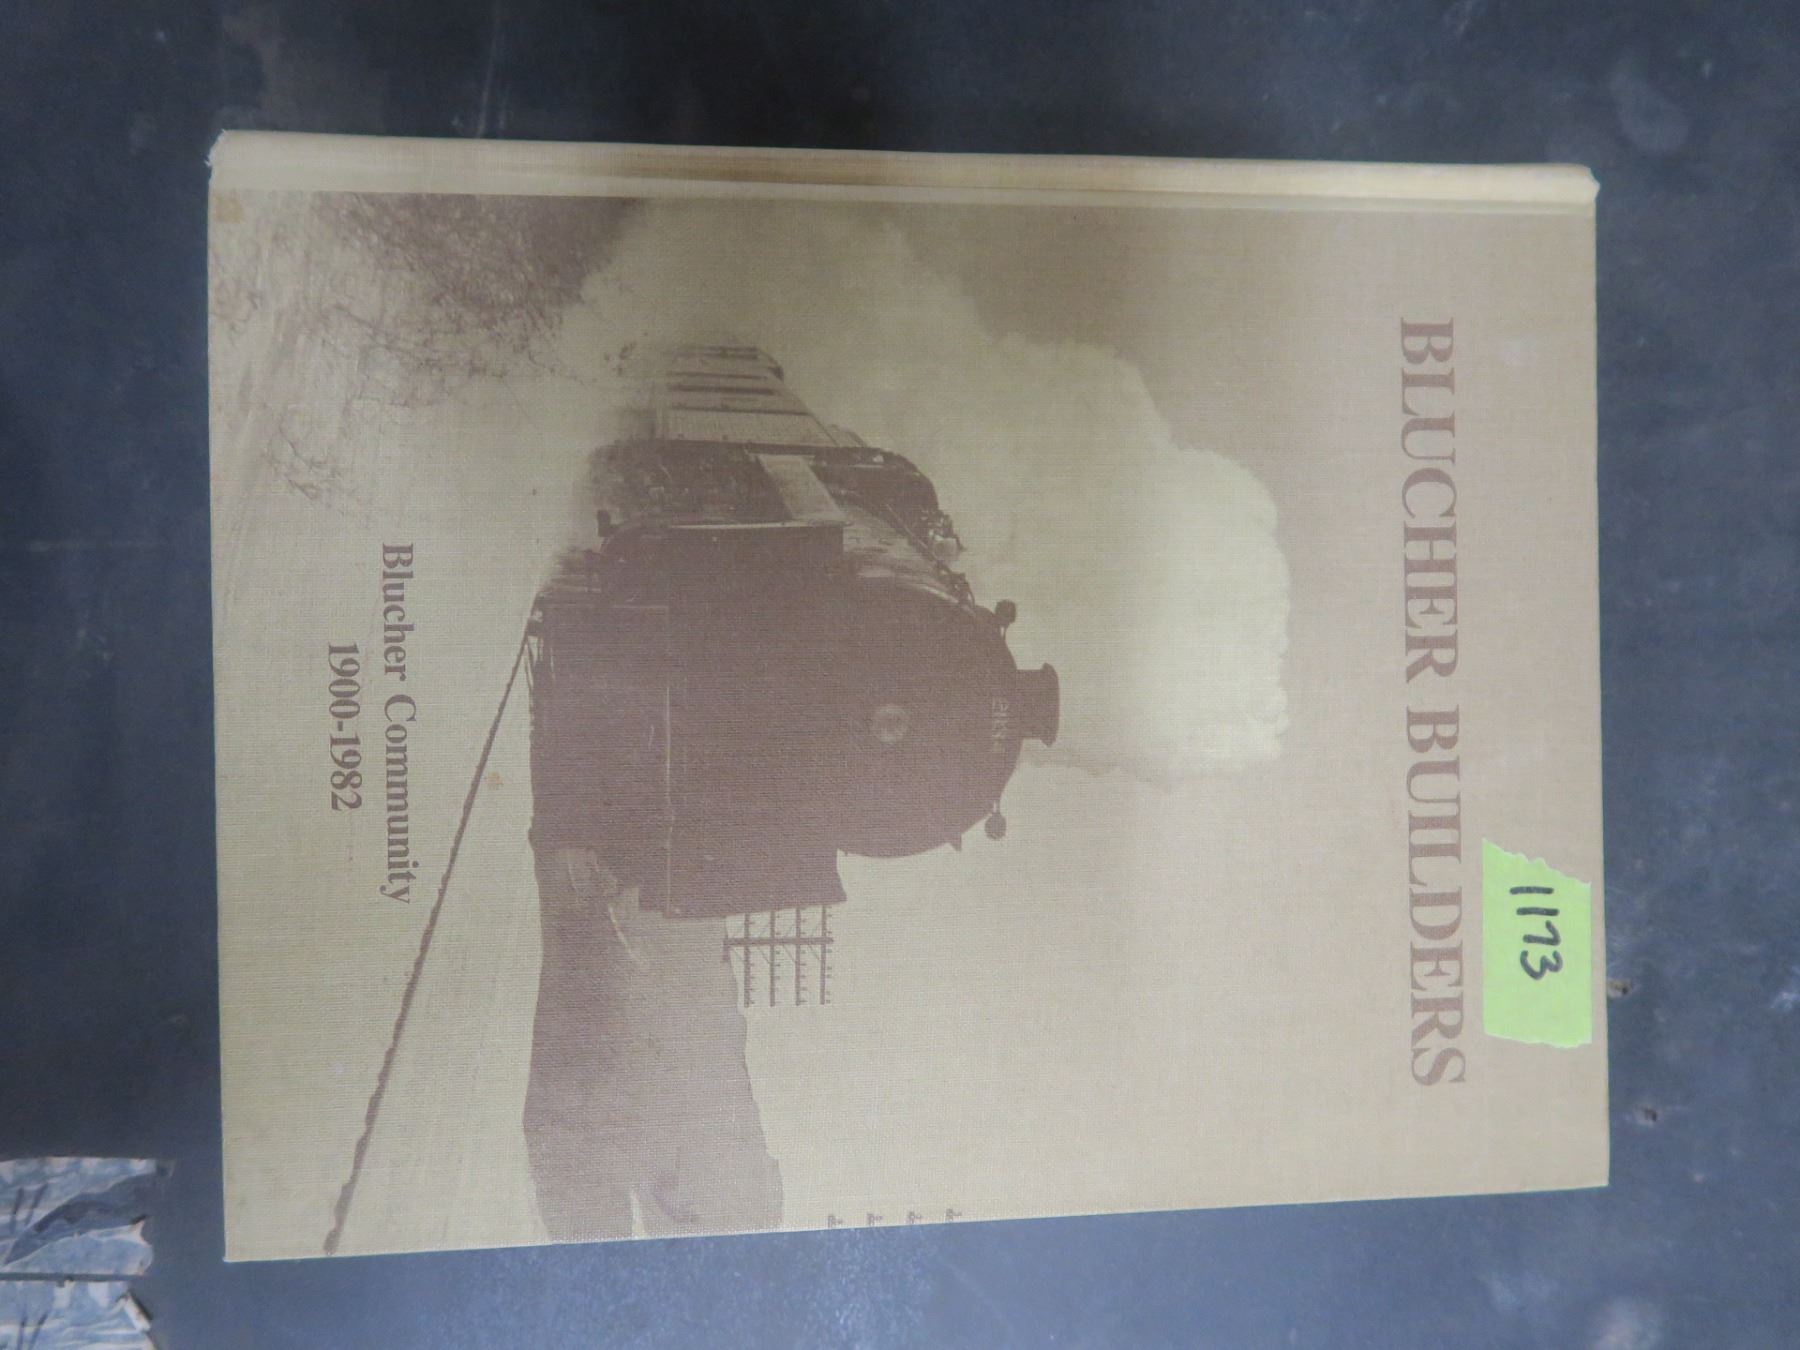 1173
BLUCHER BUILDERS
Blucher Community
1900-1982